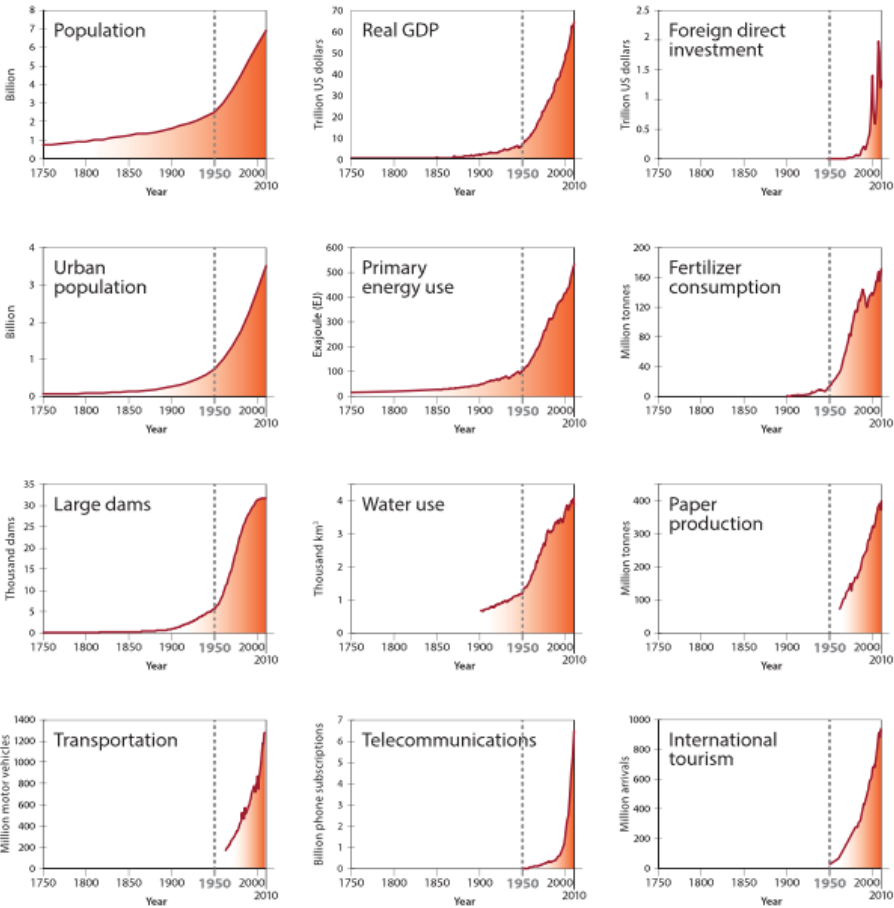 Population
Billion
8
7
6
5
4
3
2
1
0
1750 1800 1850 1900 1950 2000 2010
Year
Real GDP
Trillion US dollars
70
60
50
40
30
20
10
0
1750 1800 1850 1900 1950 2000 2010
Year
Foreign direct
investment
Trillion US dollars
2.5
2
1.5
1
0.5
0
1750 1800 1850 1900 1950 2000 2010
Year
Urban
population
Billion
4
3
2
1
0
1750 1800 1850 1900 1950 2000 2010
Year
Primary
energy use
Exajoule (EJ)
600
500
400
300
200
100
0
1750 1800 1850 1900 1950 2000 2010
Year
Fertilizer
consumption
Million tonnes
200
160
120
80
40
0
1750 1800 1850 1900 1950 2000 2010
Year
Large dams
Thousand dams
35
30
25
20
15
10
5
0
1750 1800 1850 1900 1950 2000 2010
Year
Water use
Thousand km³
4
3
2
1
0
1750 1800 1850 1900 1950 2000 2010
Year
Paper
production
Million tonnes
400
300
200
100
0
1750 1800 1850 1900 1950 2000 2010
Year
Transportation
Million motor vehicles
1400
1200
1000
800
600
400
200
0
1750 1800 1850 1900 1950 2000 2010
Year
Telecommunications
Billion phone subscriptions
7
6
5
4
3
2
1
0
1750 1800 1850 1900 1950 2000 2010
Year
International
tourism
Million arrivals
1000
800
600
400
200
0
1750 1800 1850 1900 1950 2000 2010
Year